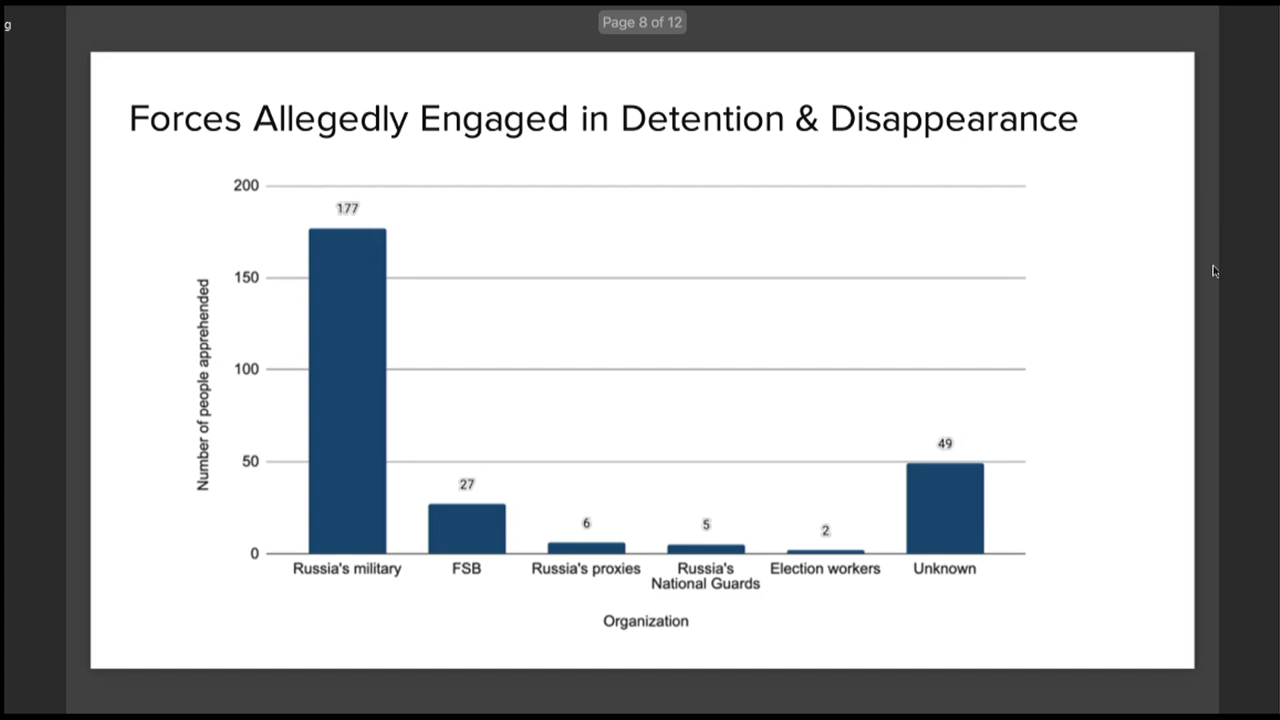 g
Page 8 of 12
Forces Allegedly Engaged in Detention & Disappearance
200
177
150
Number of people apprehended
100
50
49
27
6
5
2
0
Russia's military
FSB
Russia's proxies
Russia's
National Guards
Election workers
Unknown
Organization